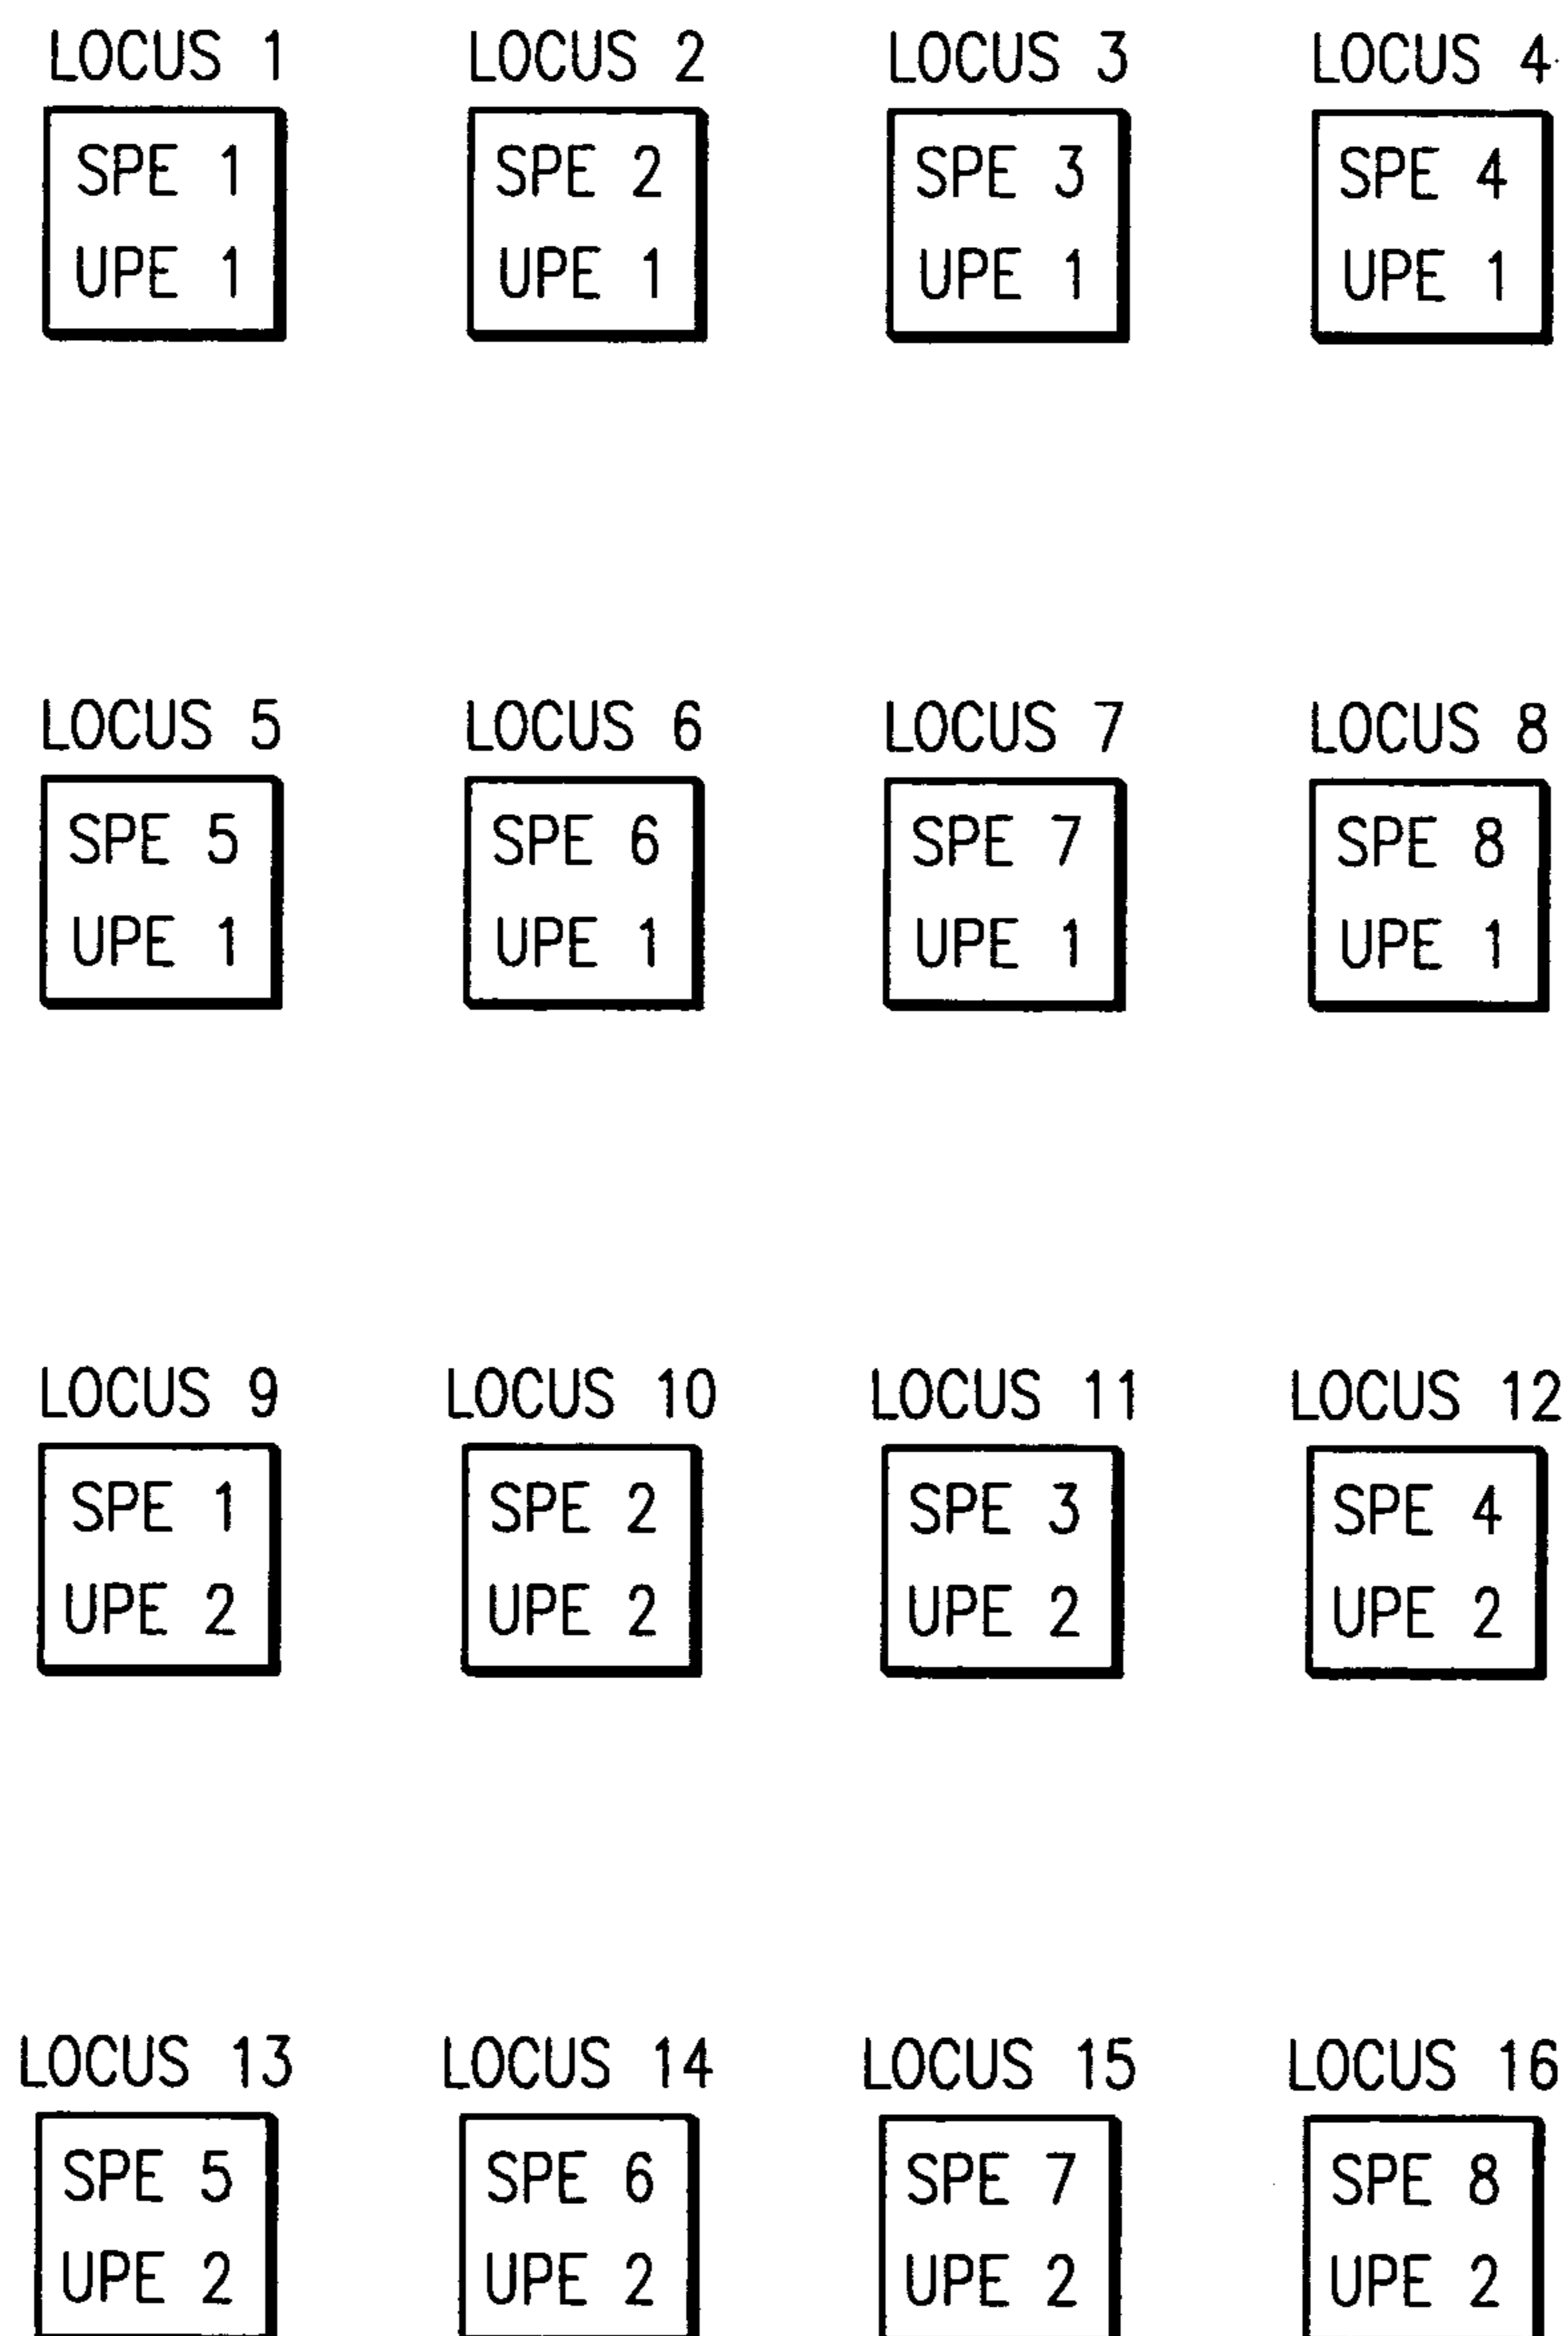 LOCUS 1 LOCUS 2 LOCUS 3 LOCUS 4
SPE 1 SPE 2 SPE 3 SPE 4
UPE 1 UPE 1 UPE 1 UPE 1
LOCUS 5 LOCUS 6 LOCUS 7 LOCUS 8
SPE 5 SPE 6 SPE 7 SPE 8
UPE 1 UPE 1 UPE 1 UPE 1
LOCUS 9 LOCUS 10 LOCUS 11 LOCUS 12
SPE 1 SPE 2 SPE 3 SPE 4
UPE 2 UPE 2 UPE 2 UPE 2
LOCUS 13 LOCUS 14 LOCUS 15 LOCUS 16
SPE 5 SPE 6 SPE 7 SPE 8
UPE 2 UPE 2 UPE 2 UPE 2